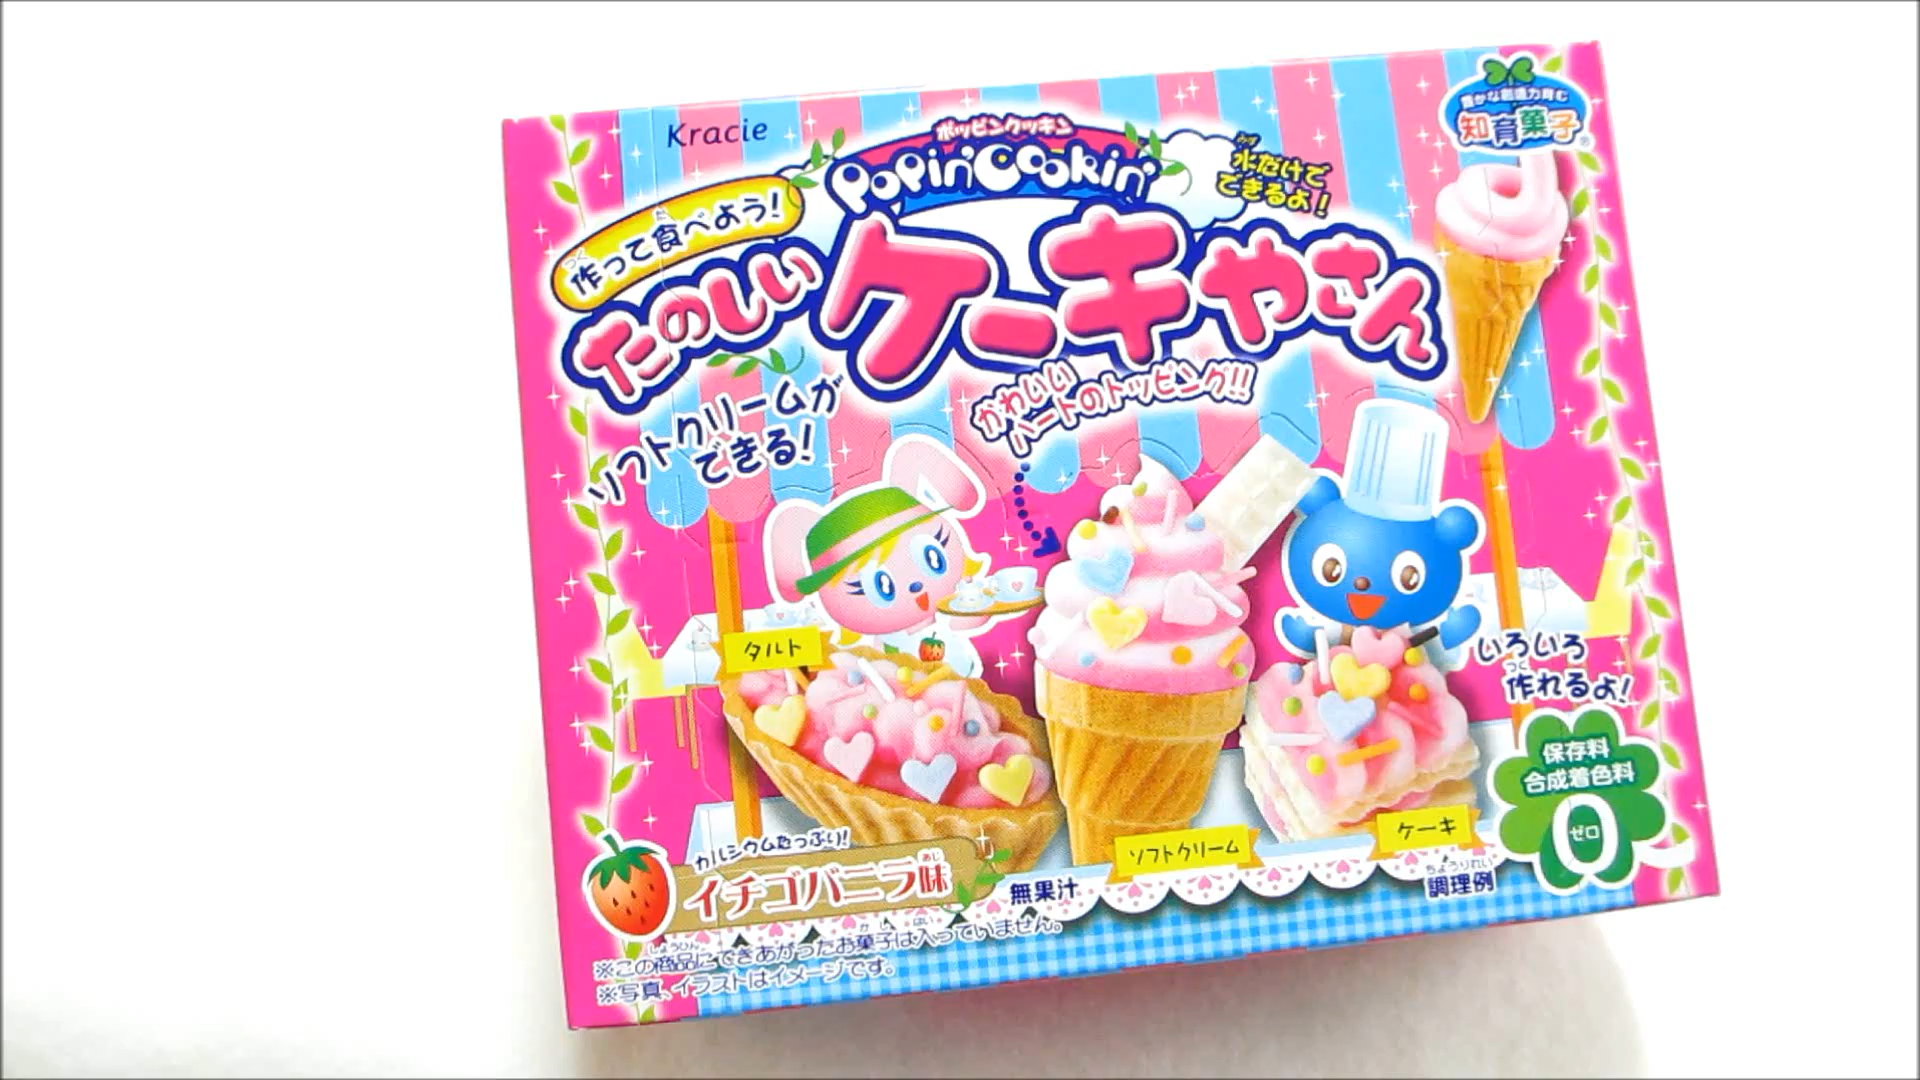 Kracie
ポッピンクッキン
Popin'Cookin'
水だけで
できるよ!
豊かな創造力育む
知育菓子®
作って食べよう!
たのしい
ケーキやさん
ソフトクリームが
できる!
かわいい
ハートのトッピング!!
タルト
いろいろ
作れるよ!
保存料
合成着色料
0
ゼロ
ケーキ
ソフトクリーム
調理例
カルシウムたっぷり!
イチゴバニラ味
無果汁
※この商品にできあがったお菓子は入っていません。
※写真、イラストはイメージです。